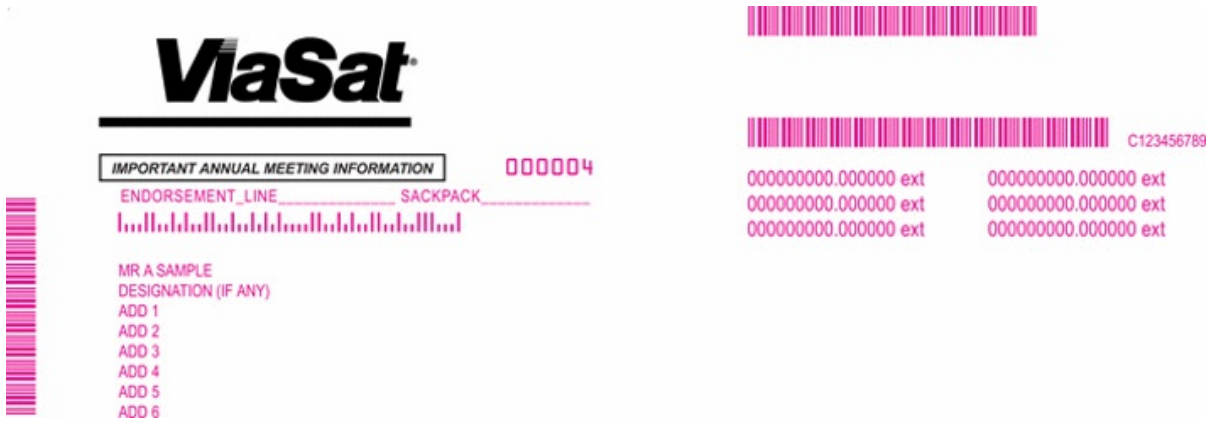 ViaSat®
IMPORTANT ANNUAL MEETING INFORMATION
000004
ENDORSEMENT_LINE______________ SACKPACK_____________
MR A SAMPLE
DESIGNATION (IF ANY)
ADD 1
ADD 2
ADD 3
ADD 4
ADD 5
ADD 6
C123456789
000000000.000000 ext 000000000.000000 ext
000000000.000000 ext 000000000.000000 ext
000000000.000000 ext 000000000.000000 ext